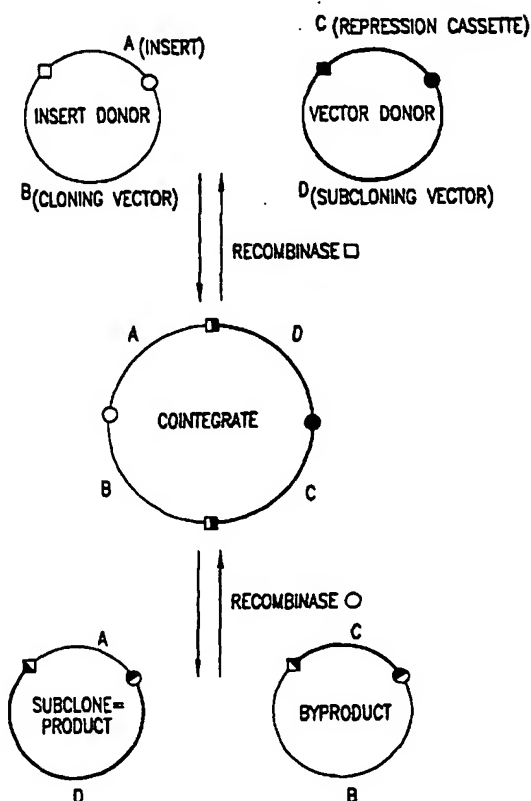 A (INSERT)
C (REPRESSION CASSETTE)
INSERT DONOR
VECTOR DONOR
B (CLONING VECTOR)
D (SUBCLONING VECTOR)
RECOMBINASE
A
D
COINTEGRATE
B
C
RECOMBINASE
A
C
SUBCLONE=
PRODUCT
BYPRODUCT
D
B